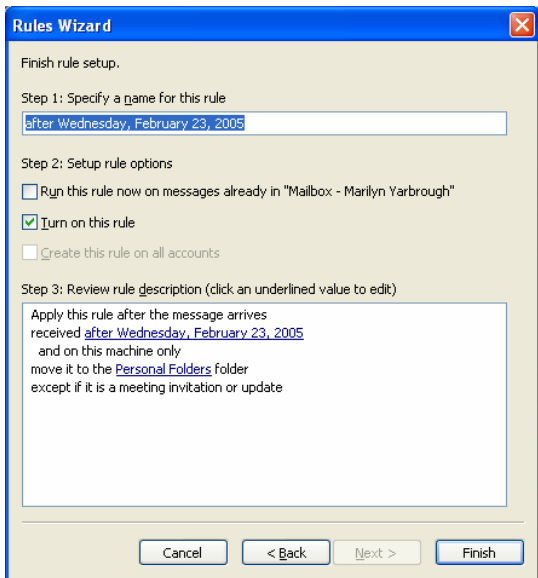 Rules Wizard
Finish rule setup.
Step 1: Specify a name for this rule
after Wednesday, February 23, 2005
Step 2: Setup rule options
Run this rule now on messages already in "Mailbox - Marilyn Yarbrough"
Turn on this rule
Create this rule on all accounts
Step 3: Review rule description (click an underlined value to edit)
Apply this rule after the message arrives
received after Wednesday, February 23, 2005
and on this machine only
move it to the Personal Folders folder
except if it is a meeting invitation or update
Cancel < Back Next > Finish